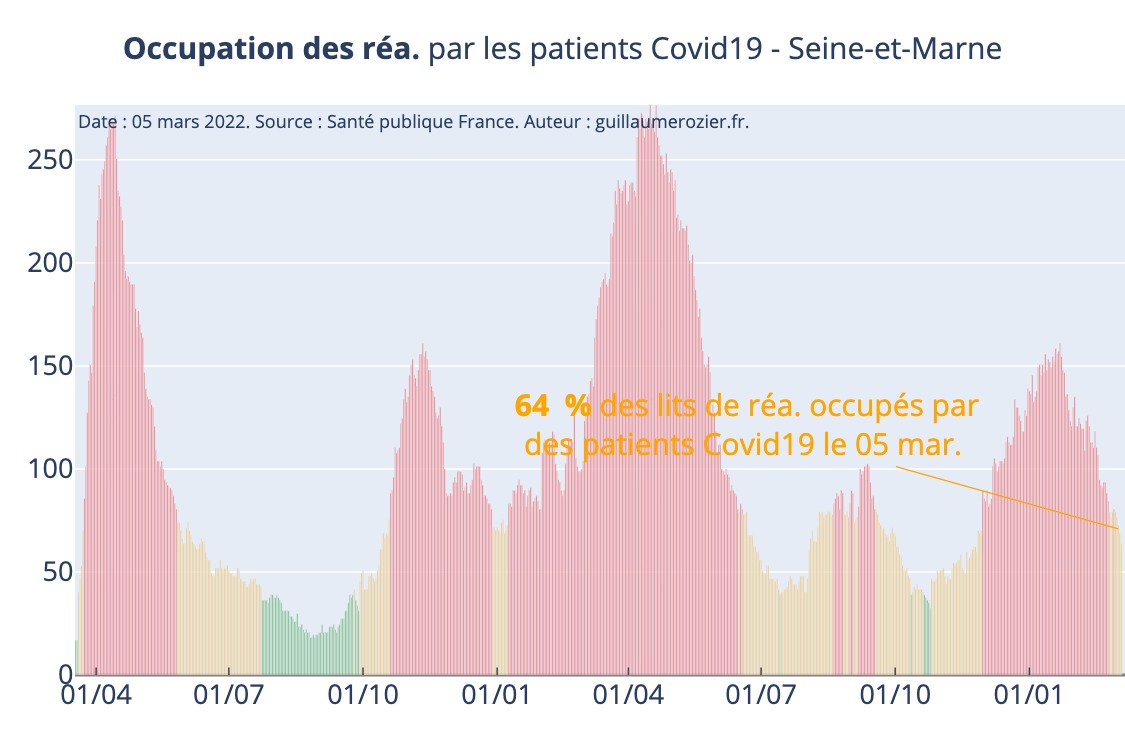 Occupation des réa. par les patients Covid19 - Seine-et-Marne
Date : 05 mars 2022. Source : Santé publique France. Auteur : guillaumerozier.fr.
250
200
150
64  % des lits de réa. occupés par
des patients Covid19 le 05 mar.
100
50
0
01/04 01/07 01/10 01/01 01/04 01/07 01/10 01/01